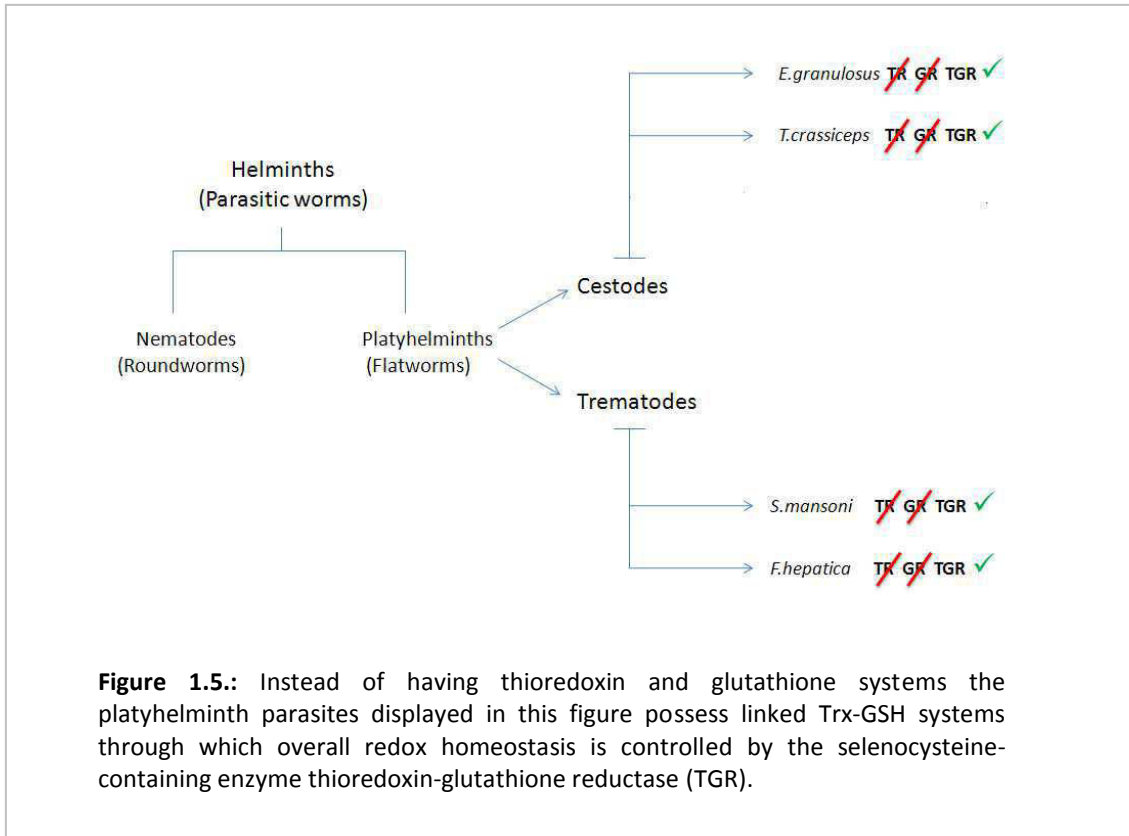 E.granulosus TR GR TGR ✓
T.crassiceps TR GR TGR ✓
Helminths
(Parasitic worms)
Cestodes
Nematodes
(Roundworms)
Platyhelminths
(Flatworms)
Trematodes
S.mansoni TR GR TGR ✓
F.hepatica TR GR TGR ✓
Figure 1.5.: Instead of having thioredoxin and glutathione systems the
platyhelminth parasites displayed in this figure possess linked Trx-GSH systems
through which overall redox homeostasis is controlled by the selenocysteine-
containing enzyme thioredoxin-glutathione reductase (TGR).